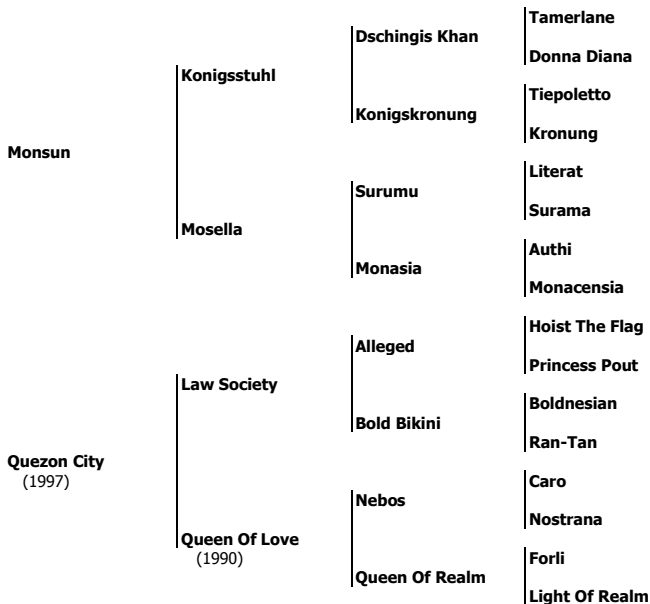 Monsun
Quezon City
(1997)
Konigsstuhl
Mosella
Law Society
Queen Of Love
(1990)
Dschingis Khan
Konigskronung
Surumu
Monasia
Alleged
Bold Bikini
Nebos
Queen Of Realm
Tamerlane
Donna Diana
Tiepoletto
Kronung
Literat
Surama
Authi
Monacensia
Hoist The Flag
Princess Pout
Boldnesian
Ran-Tan
Caro
Nostrana
Forli
Light Of Realm